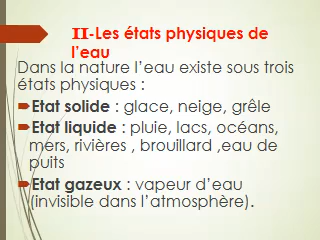 II-Les états physiques de
l'eau
Dans la nature l'eau existe sous trois
états physiques :
Etat solide : glace, neige, grêle
Etat liquide : pluie, lacs, océans,
mers, rivières , brouillard ,eau de
puits
Etat gazeux : vapeur d'eau
(invisible dans l'atmosphère).